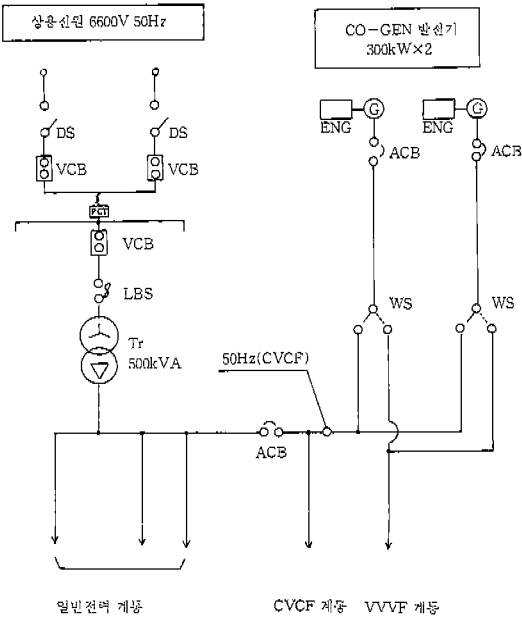 상용전원 6600V 50Hz
CO-GEN 발전기
300kW×2
ENG
G
ENG
G
DS
DS
ACB
ACB
VCB
VCB
PCT
VCB
LBS
WS
WS
Tr
500kVA
50Hz(CVCF)
ACB
일반전력 계통
CVCF 계통
VVVF 계통